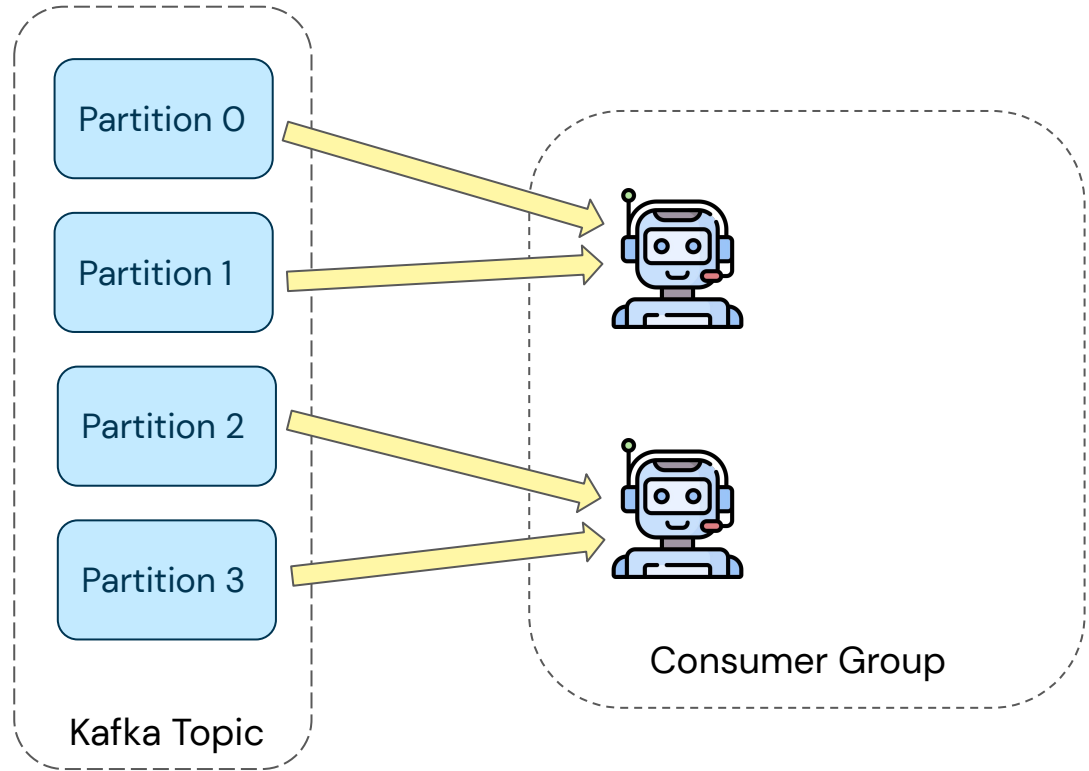 Partition 0
Partition 1
Partition 2
Partition 3
Kafka Topic
Consumer Group